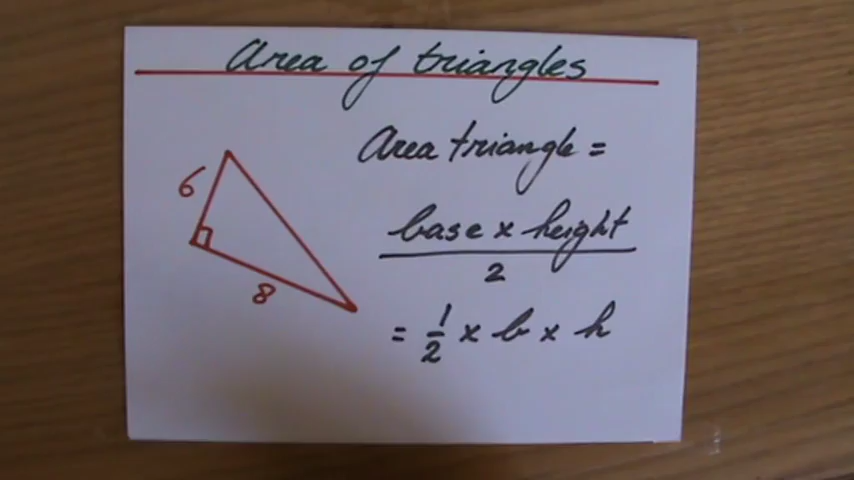 Area of triangles
Area triangle =
6
base x height
2
8
= 1/2 x b x h